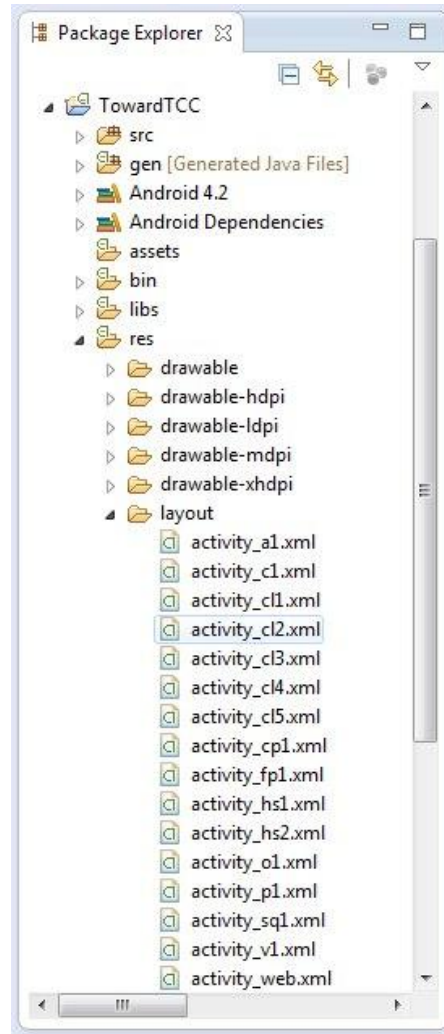 Package Explorer
TowardTCC
src
gen [Generated Java Files]
Android 4.2
Android Dependencies
assets
bin
libs
res
drawable
drawable-hdpi
drawable-ldpi
drawable-mdpi
drawable-xhdpi
layout
activity_a1.xml
activity_c1.xml
activity_cl1.xml
activity_cl2.xml
activity_cl3.xml
activity_cl4.xml
activity_cl5.xml
activity_cp1.xml
activity_fp1.xml
activity_hs1.xml
activity_hs2.xml
activity_o1.xml
activity_p1.xml
activity_sq1.xml
activity_v1.xml
activity_web.xml